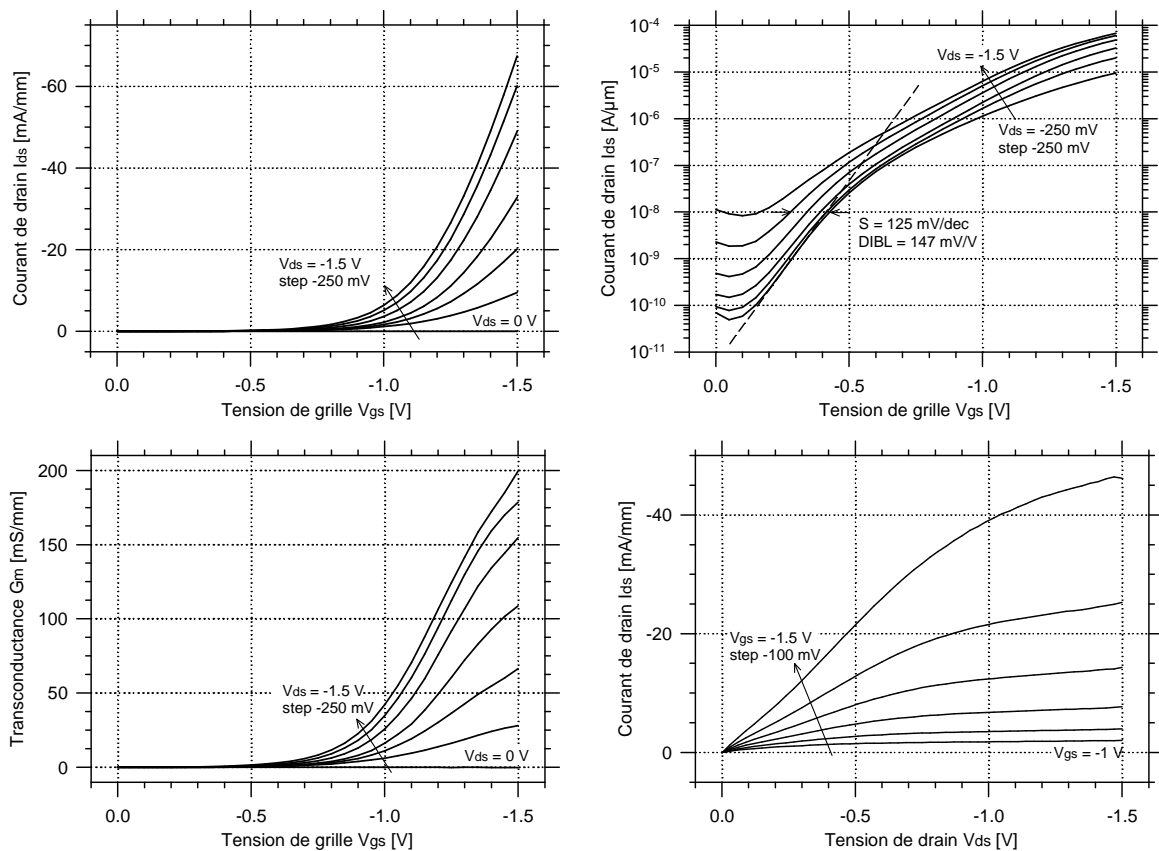 Courant de drain Ids [mA/mm]
-60
-40
-20
0
Vds = -1.5 V
step -250 mV
Vds = 0 V
0.0 -0.5 -1.0 -1.5
Tension de grille Vgs [V]
Courant de drain Ids [A/µm]
10-4
10-5
10-6
10-7
10-8
10-9
10-10
10-11
Vds = -1.5 V
Vds = -250 mV
step -250 mV
S = 125 mV/dec
DIBL = 147 mV/V
0.0 -0.5 -1.0 -1.5
Tension de grille Vgs [V]
Transconductance Gm [mS/mm]
200
150
100
50
0
Vds = -1.5 V
step -250 mV
Vds = 0 V
0.0 -0.5 -1.0 -1.5
Tension de grille Vgs [V]
Courant de drain Ids [mA/mm]
-40
-20
0
Vgs = -1.5 V
step -100 mV
Vgs = -1 V
0.0 -0.5 -1.0 -1.5
Tension de drain Vds [V]